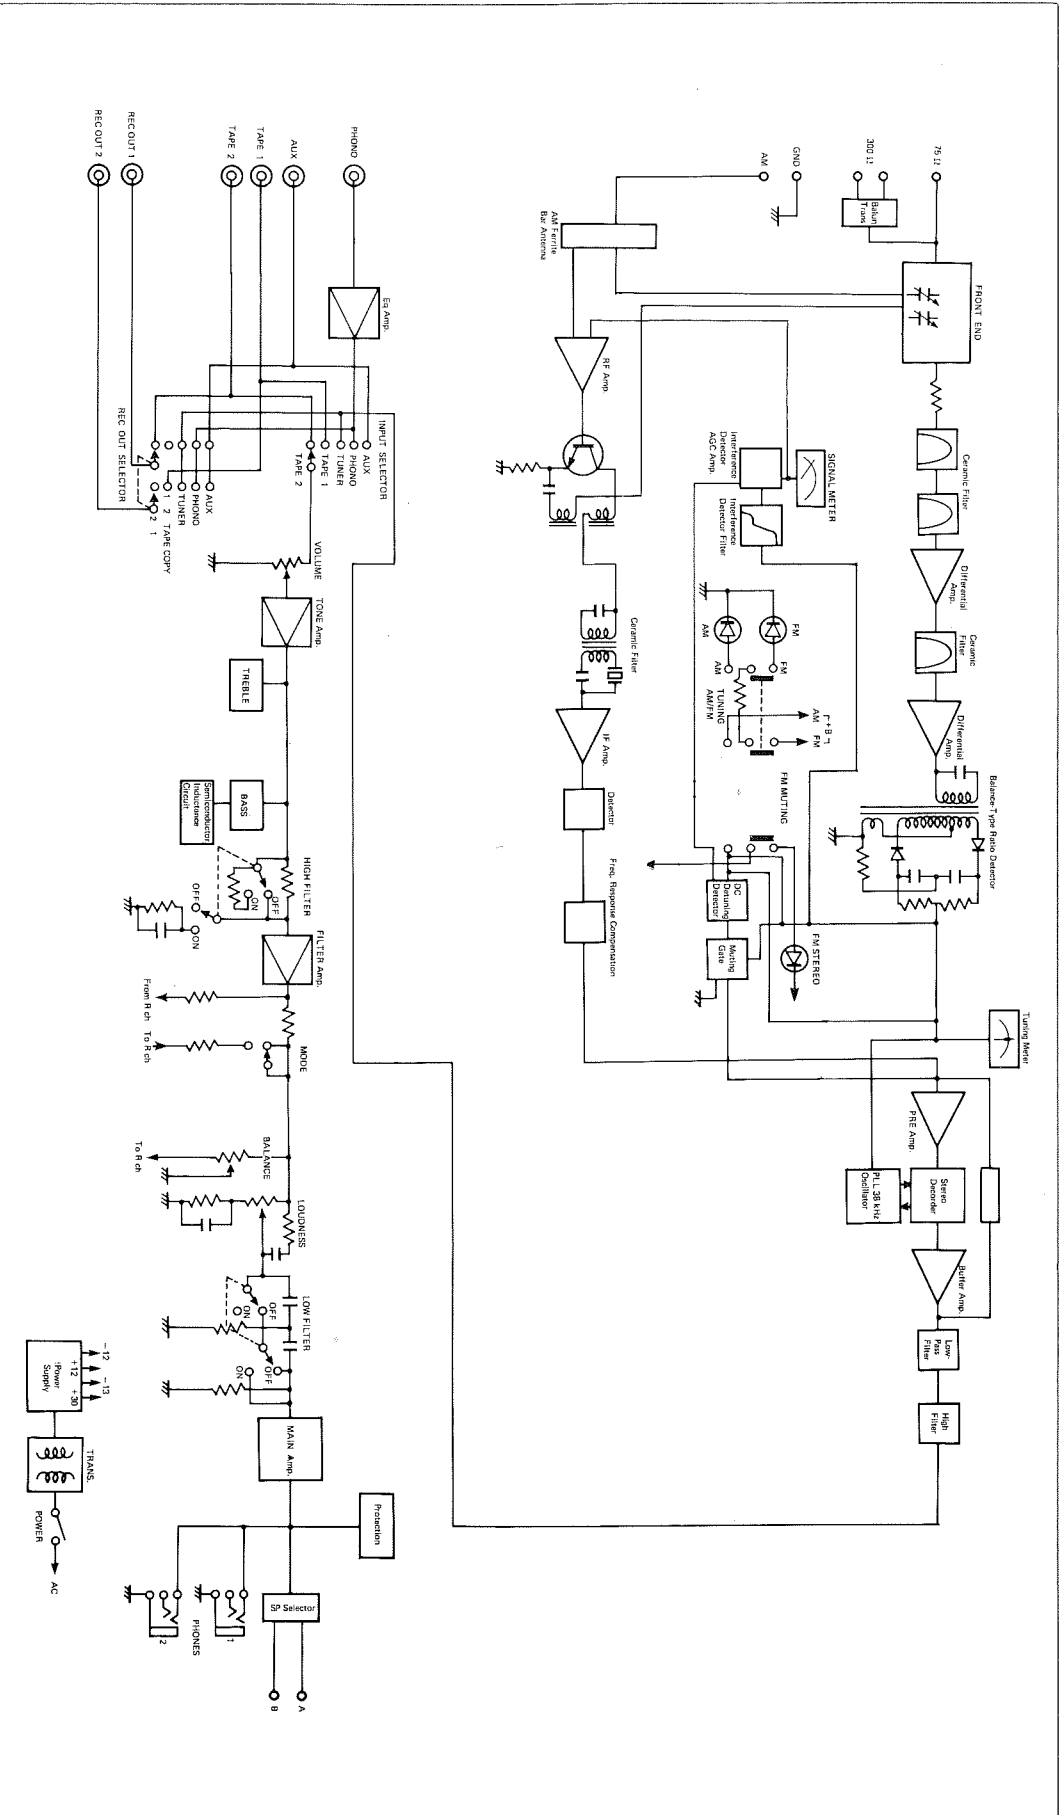 75 Ω
300 Ω
GND
AM
Balun
Trans
FRONT END
Ceramic Filter
Differential
Amp.
Ceramic
Filter
Differential
Amp.
Balance-Type Ratio Detector
Tuning Meter
PRE Amp.
Stereo
Decorder
PLL 38 kHz
Oscillator
Buffer Amp.
Low-
Pass
Filter
High
Filter
SIGNAL METER
Interference
Detector
AGC Amp.
Interference
Detector Filter
FM
AM
FM
AM
TUNING
AM/FM
+B
AM
FM
FM MUTING
FM STEREO
DC
Detuning
Detector
Muting
Gate
AM Ferrite
Bar Antenna
RF Amp.
Ceramic Filter
IF Amp.
Detector
Freq. Response Compensation
PHONO
AUX
TAPE 1
TAPE 2
REC OUT 1
REC OUT 2
Eq Amp.
INPUT SELECTOR
AUX
PHONO
TUNER
TAPE 1
TAPE 2
REC OUT SELECTOR
AUX
PHONO
TUNER
1 2 TAPE COPY
2 1
VOLUME
TONE Amp.
TREBLE
BASS
Semiconductor
Inductance
Circuit
HIGH FILTER
OFF
ON
OFF
ON
FILTER Amp.
From R ch
To R ch
MODE
BALANCE
To R ch
LOUDNESS
LOW FILTER
OFF
ON
OFF
ON
MAIN Amp.
Protection
SP Selector
A
B
PHONES
1
2
-12
+12
-13
+30
Power
Supply
TRANS.
POWER
AC